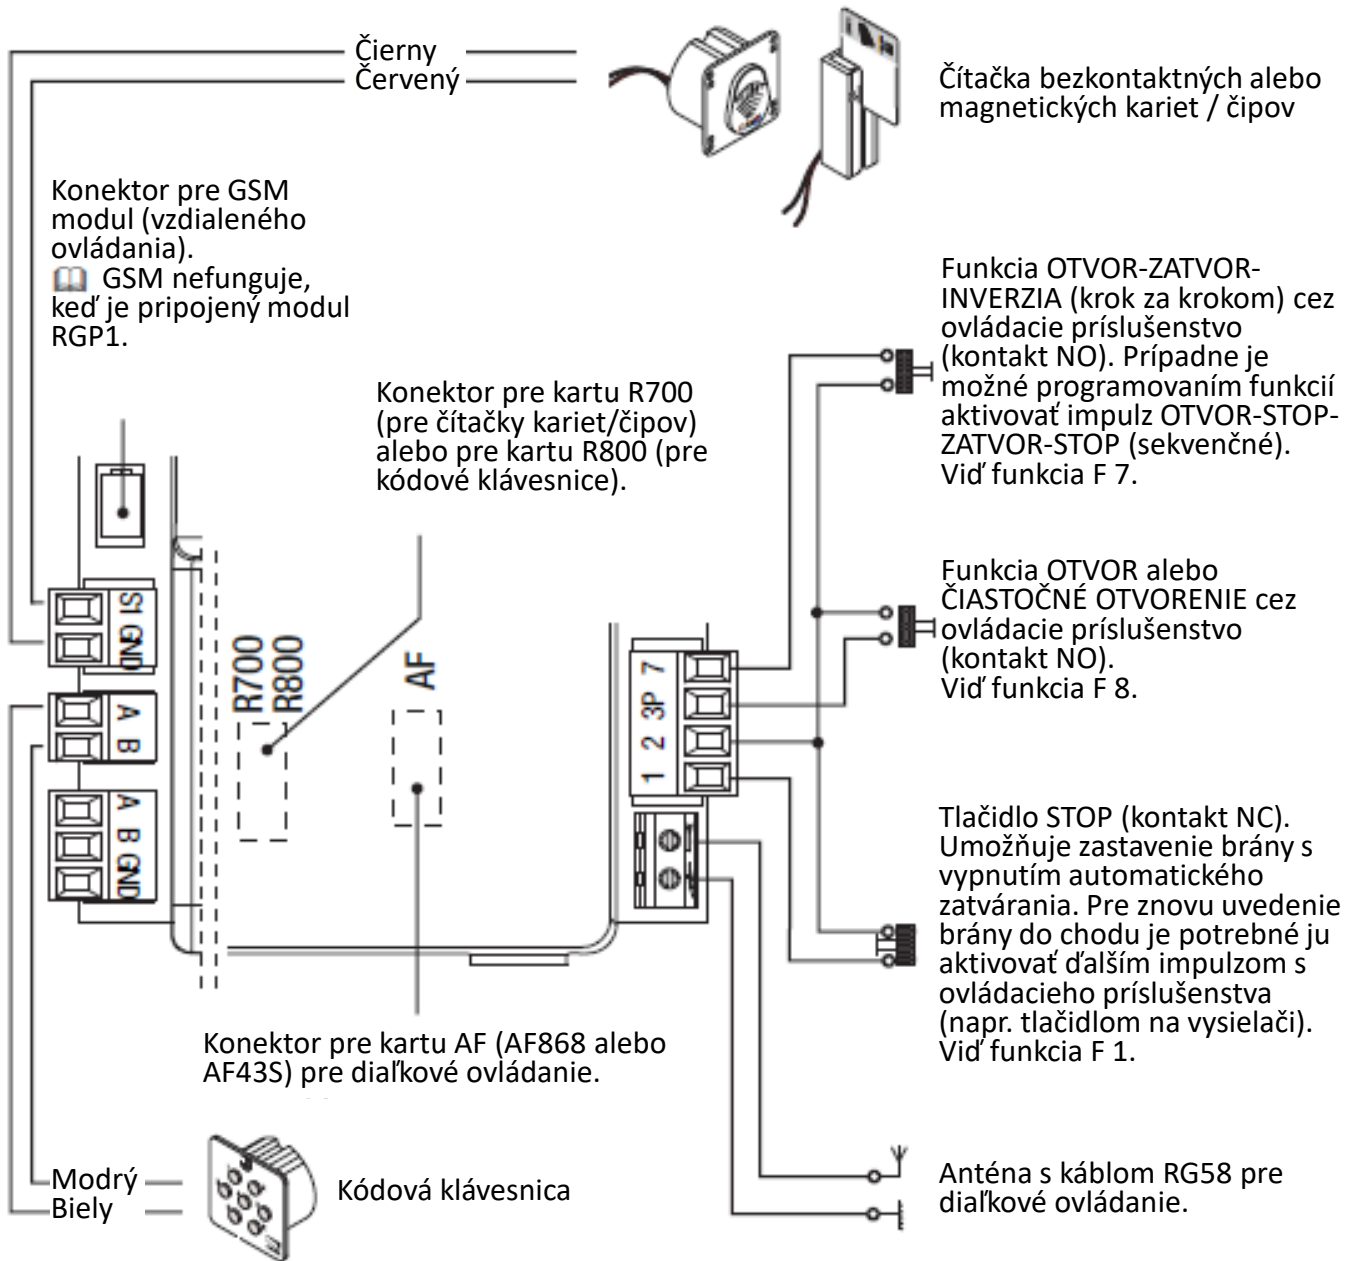 Čierny
Červený
Čítačka bezkontaktných alebo
magnetických kariet / čipov
Konektor pre GSM
modul (vzdialeného
ovládania).
GSM nefunguje,
keď je pripojený modul
RGP1.
Funkcia OTVOR-ZATVOR-
INVERZIA (krok za krokom) cez
ovládacie príslušenstvo
(kontakt NO). Prípadne je
možné programovaním funkcií
aktivovať impulz OTVOR-STOP-
ZATVOR-STOP (sekvenčné).
Viď funkcia F 7.
Konektor pre kartu R700
(pre čítačky kariet/čipov)
alebo pre kartu R800 (pre
kódové klávesnice).
Funkcia OTVOR alebo
ČIASTOČNÉ OTVORENIE cez
ovládacie príslušenstvo
(kontakt NO).
Viď funkcia F 8.
S1 GND
A B
A B GND
R700
R800
AF
1 2 3P 7
Tlačidlo STOP (kontakt NC).
Umožňuje zastavenie brány s
vypnutím automatického
zatvárania. Pre znovu uvedenie
brány do chodu je potrebné ju
aktivovať ďalším impulzom s
ovládacieho príslušenstva
(napr. tlačidlom na vysielači).
Viď funkcia F 1.
Konektor pre kartu AF (AF868 alebo
AF43S) pre diaľkové ovládanie.
Modrý
Biely
Kódová klávesnica
Anténa s káblom RG58 pre
diaľkové ovládanie.